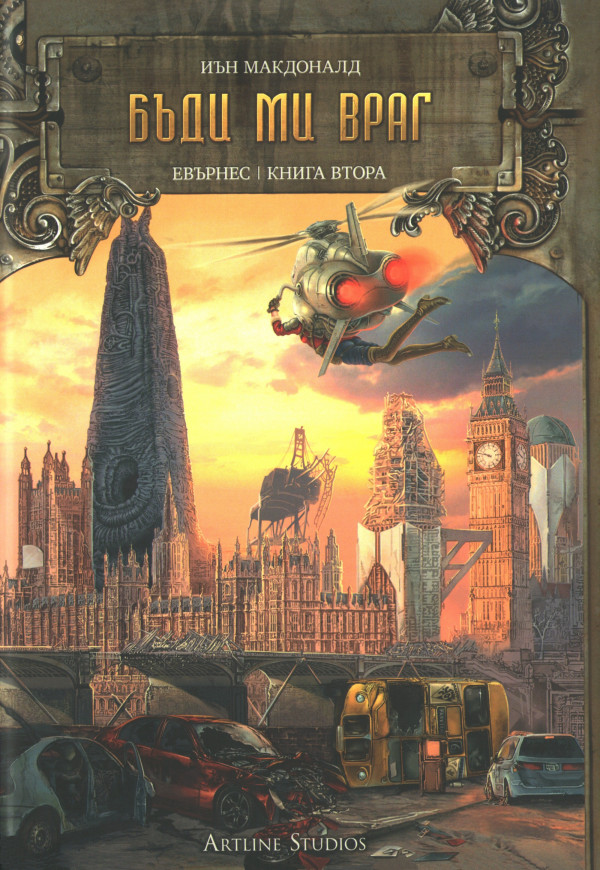 ИЪН МАКДОНАЛД
БЪДИ МИ ВРАГ
ЕВЪРНЕС | КНИГА ВТОРА
ARTLINE STUDIOS